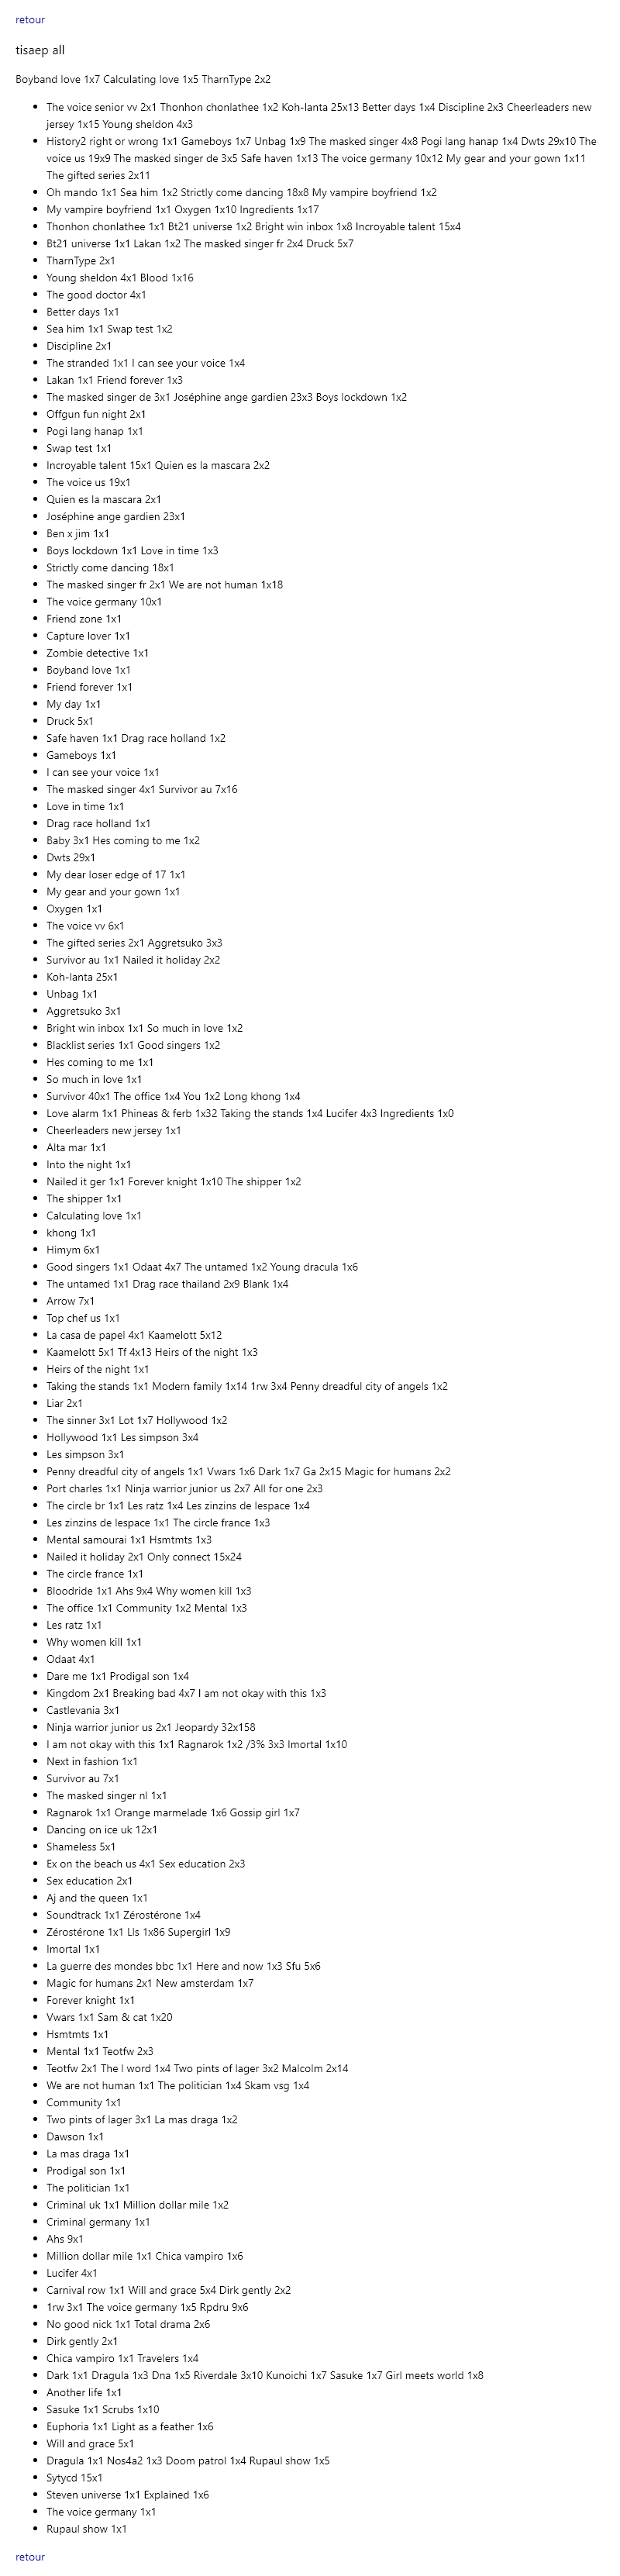 retour
tisaep all
Boyband love 1x7 Calculating love 1x5 TharnType 2x2
The voice senior vv 2x1 Thonhon chonlathee 1x2 Koh-lanta 25x13 Better days 1x4 Discipline 2x3 Cheerleaders new
jersey 1x15 Young sheldon 4x3
History2 right or wrong 1x1 Gameboys 1x7 Unbag 1x9 The masked singer 4x8 Pogi lang hanap 1x4 Dwts 29x10 The
voice us 19x9 The masked singer de 3x5 Safe haven 1x13 The voice germany 10x12 My gear and your gown 1x11
The gifted series 2x11
Oh mando 1x1 Sea him 1x2 Strictly come dancing 18x8 My vampire boyfriend 1x2
My vampire boyfriend 1x1 Oxygen 1x10 Ingredients 1x17
Thonhon chonlathee 1x1 Bt21 universe 1x2 Bright win inbox 1x8 Incroyable talent 15x4
Bt21 universe 1x1 Lakan 1x2 The masked singer fr 2x4 Druck 5x7
TharnType 2x1
Young sheldon 4x1 Blood 1x16
The good doctor 4x1
Better days 1x1
Sea him 1x1 Swap test 1x2
Discipline 2x1
The stranded 1x1 I can see your voice 1x4
Lakan 1x1 Friend forever 1x3
The masked singer de 3x1 Joséphine ange gardien 23x3 Boys lockdown 1x2
Offgun fun night 2x1
Pogi lang hanap 1x1
Swap test 1x1
Incroyable talent 15x1 Quien es la mascara 2x2
The voice us 19x1
Quien es la mascara 2x1
Joséphine ange gardien 23x1
Ben x jim 1x1
Boys lockdown 1x1 Love in time 1x3
Strictly come dancing 18x1
The masked singer fr 2x1 We are not human 1x18
The voice germany 10x1
Friend zone 1x1
Capture lover 1x1
Zombie detective 1x1
Boyband love 1x1
Friend forever 1x1
My day 1x1
Druck 5x1
Safe haven 1x1 Drag race holland 1x2
Gameboys 1x1
I can see your voice 1x1
The masked singer 4x1 Survivor au 7x16
Love in time 1x1
Drag race holland 1x1
Baby 3x1 Hes coming to me 1x2
Dwts 29x1
My dear loser edge of 17 1x1
My gear and your gown 1x1
Oxygen 1x1
The voice vv 6x1
The gifted series 2x1 Aggretsuko 3x3
Survivor au 1x1 Nailed it holiday 2x2
Koh-lanta 25x1
Unbag 1x1
Aggretsuko 3x1
Bright win inbox 1x1 So much in love 1x2
Blacklist series 1x1 Good singers 1x2
Hes coming to me 1x1
So much in love 1x1
Survivor 40x1 The office 1x4 You 1x2 Long khong 1x4
Love alarm 1x1 Phineas & ferb 1x32 Taking the stands 1x4 Lucifer 4x3 Ingredients 1x0
Cheerleaders new jersey 1x1
Alta mar 1x1
Into the night 1x1
Nailed it ger 1x1 Forever knight 1x10 The shipper 1x2
The shipper 1x1
Calculating love 1x1
khong 1x1
Himym 6x1
Good singers 1x1 Odaat 4x7 The untamed 1x2 Young dracula 1x6
The untamed 1x1 Drag race thailand 2x9 Blank 1x4
Arrow 7x1
Top chef us 1x1
La casa de papel 4x1 Kaamelott 5x12
Kaamelott 5x1 Tf 4x13 Heirs of the night 1x3
Heirs of the night 1x1
Taking the stands 1x1 Modern family 1x14 1rw 3x4 Penny dreadful city of angels 1x2
Liar 2x1
The sinner 3x1 Lot 1x7 Hollywood 1x2
Hollywood 1x1 Les simpson 3x4
Les simpson 3x1
Penny dreadful city of angels 1x1 Vwars 1x6 Dark 1x7 Ga 2x15 Magic for humans 2x2
Port charles 1x1 Ninja warrior junior us 2x7 All for one 2x3
The circle br 1x1 Les ratz 1x4 Les zinzins de lespace 1x4
Les zinzins de lespace 1x1 The circle france 1x3
Mental samourai 1x1 Hsmtmts 1x3
Nailed it holiday 2x1 Only connect 15x24
The circle france 1x1
Bloodride 1x1 Ahs 9x4 Why women kill 1x3
The office 1x1 Community 1x2 Mental 1x3
Les ratz 1x1
Why women kill 1x1
Odaat 4x1
Dare me 1x1 Prodigal son 1x4
Kingdom 2x1 Breaking bad 4x7 I am not okay with this 1x3
Castlevania 3x1
Ninja warrior junior us 2x1 Jeopardy 32x158
I am not okay with this 1x1 Ragnarok 1x2 /3% 3x3 Imortal 1x10
Next in fashion 1x1
Survivor au 7x1
The masked singer nl 1x1
Ragnarok 1x1 Orange marmelade 1x6 Gossip girl 1x7
Dancing on ice uk 12x1
Shameless 5x1
Ex on the beach us 4x1 Sex education 2x3
Sex education 2x1
Aj and the queen 1x1
Soundtrack 1x1 Zérostérone 1x4
Zérostérone 1x1 Lls 1x86 Supergirl 1x9
Imortal 1x1
La guerre des mondes bbc 1x1 Here and now 1x3 Sfu 5x6
Magic for humans 2x1 New amsterdam 1x7
Forever knight 1x1
Vwars 1x1 Sam & cat 1x20
Hsmtmts 1x1
Mental 1x1 Teotfw 2x3
Teotfw 2x1 The l word 1x4 Two pints of lager 3x2 Malcolm 2x14
We are not human 1x1 The politician 1x4 Skam vsg 1x4
Community 1x1
Two pints of lager 3x1 La mas draga 1x2
Dawson 1x1
La mas draga 1x1
Prodigal son 1x1
The politician 1x1
Criminal uk 1x1 Million dollar mile 1x2
Criminal germany 1x1
Ahs 9x1
Million dollar mile 1x1 Chica vampiro 1x6
Lucifer 4x1
Carnival row 1x1 Will and grace 5x4 Dirk gently 2x2
1rw 3x1 The voice germany 1x5 Rpdru 9x6
No good nick 1x1 Total drama 2x6
Dirk gently 2x1
Chica vampiro 1x1 Travelers 1x4
Dark 1x1 Dragula 1x3 Dna 1x5 Riverdale 3x10 Kunoichi 1x7 Sasuke 1x7 Girl meets world 1x8
Another life 1x1
Sasuke 1x1 Scrubs 1x10
Euphoria 1x1 Light as a feather 1x6
Will and grace 5x1
Dragula 1x1 Nos4a2 1x3 Doom patrol 1x4 Rupaul show 1x5
Sytycd 15x1
Steven universe 1x1 Explained 1x6
The voice germany 1x1
Rupaul show 1x1
retour